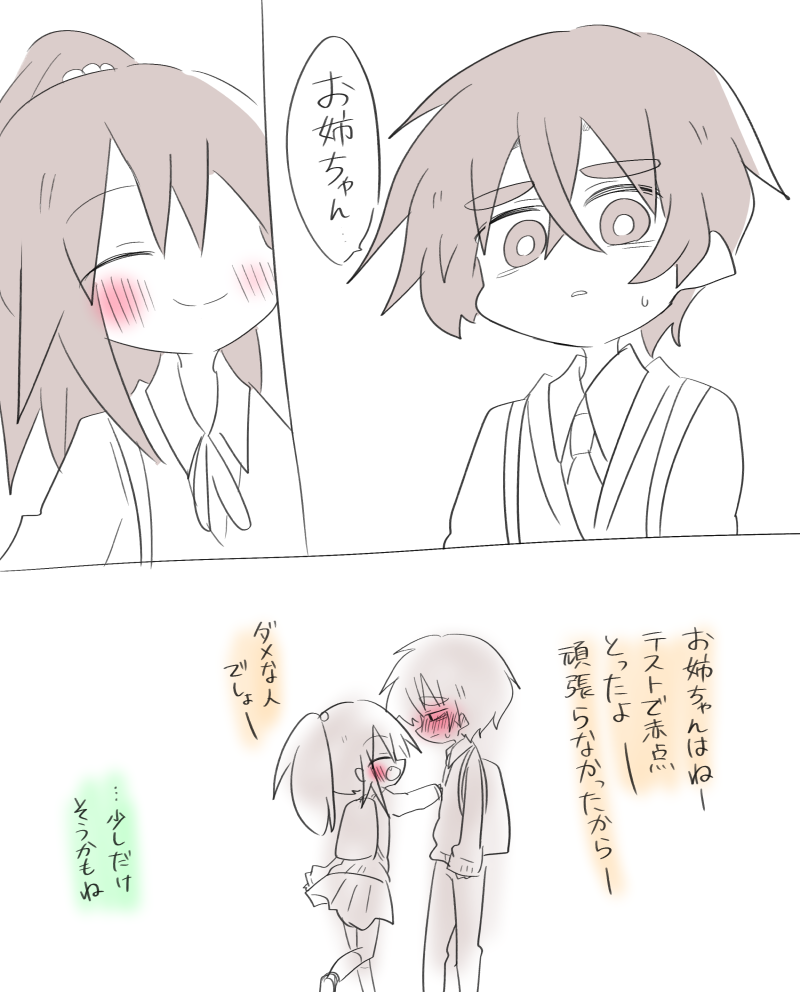 お姉ちゃん…
お姉ちゃんはねー
テストで赤点
とったよー
頑張らなかったからー
ダメな人
でしょー
…少しだけ
そうかもね